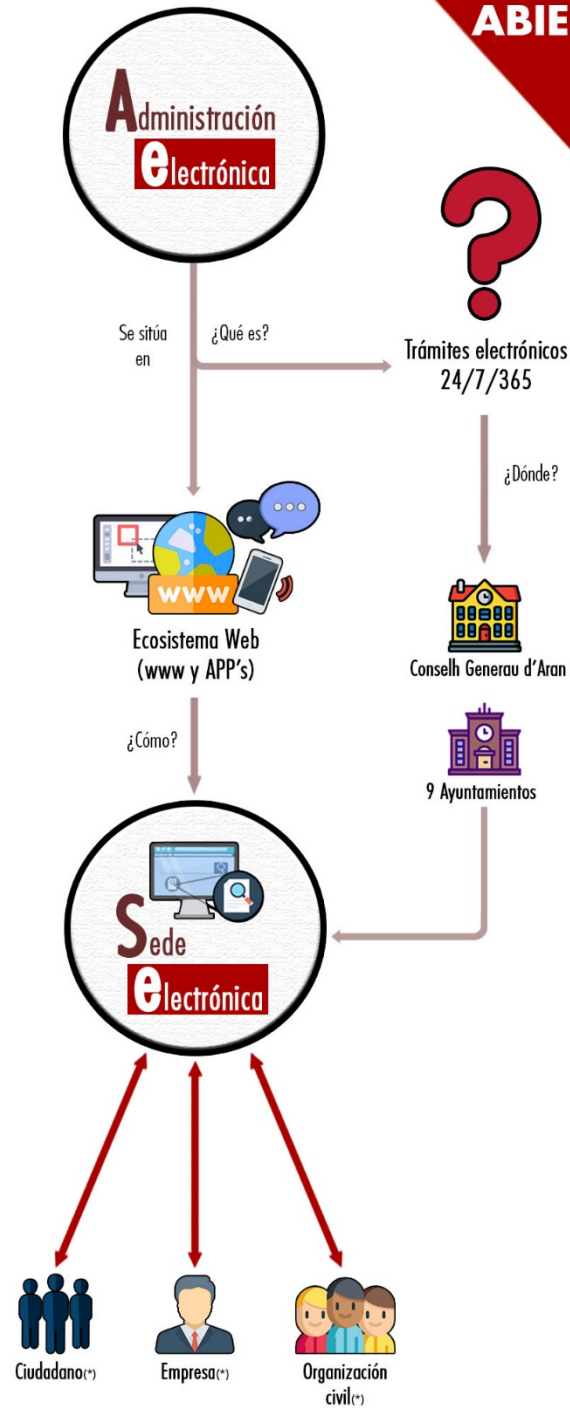 ABIE
Administración
electrónica
Se sitúa
en
¿Qué es?
Trámites electrónicos
24/7/365
¿Dónde?
www
Ecosistema Web
(www y APP's)
Conselh Generau d'Aran
¿Cómo?
9 Ayuntamientos
Sede
electrónica
Ciudadano(*)
Empresa(*)
Organización
civil(*)